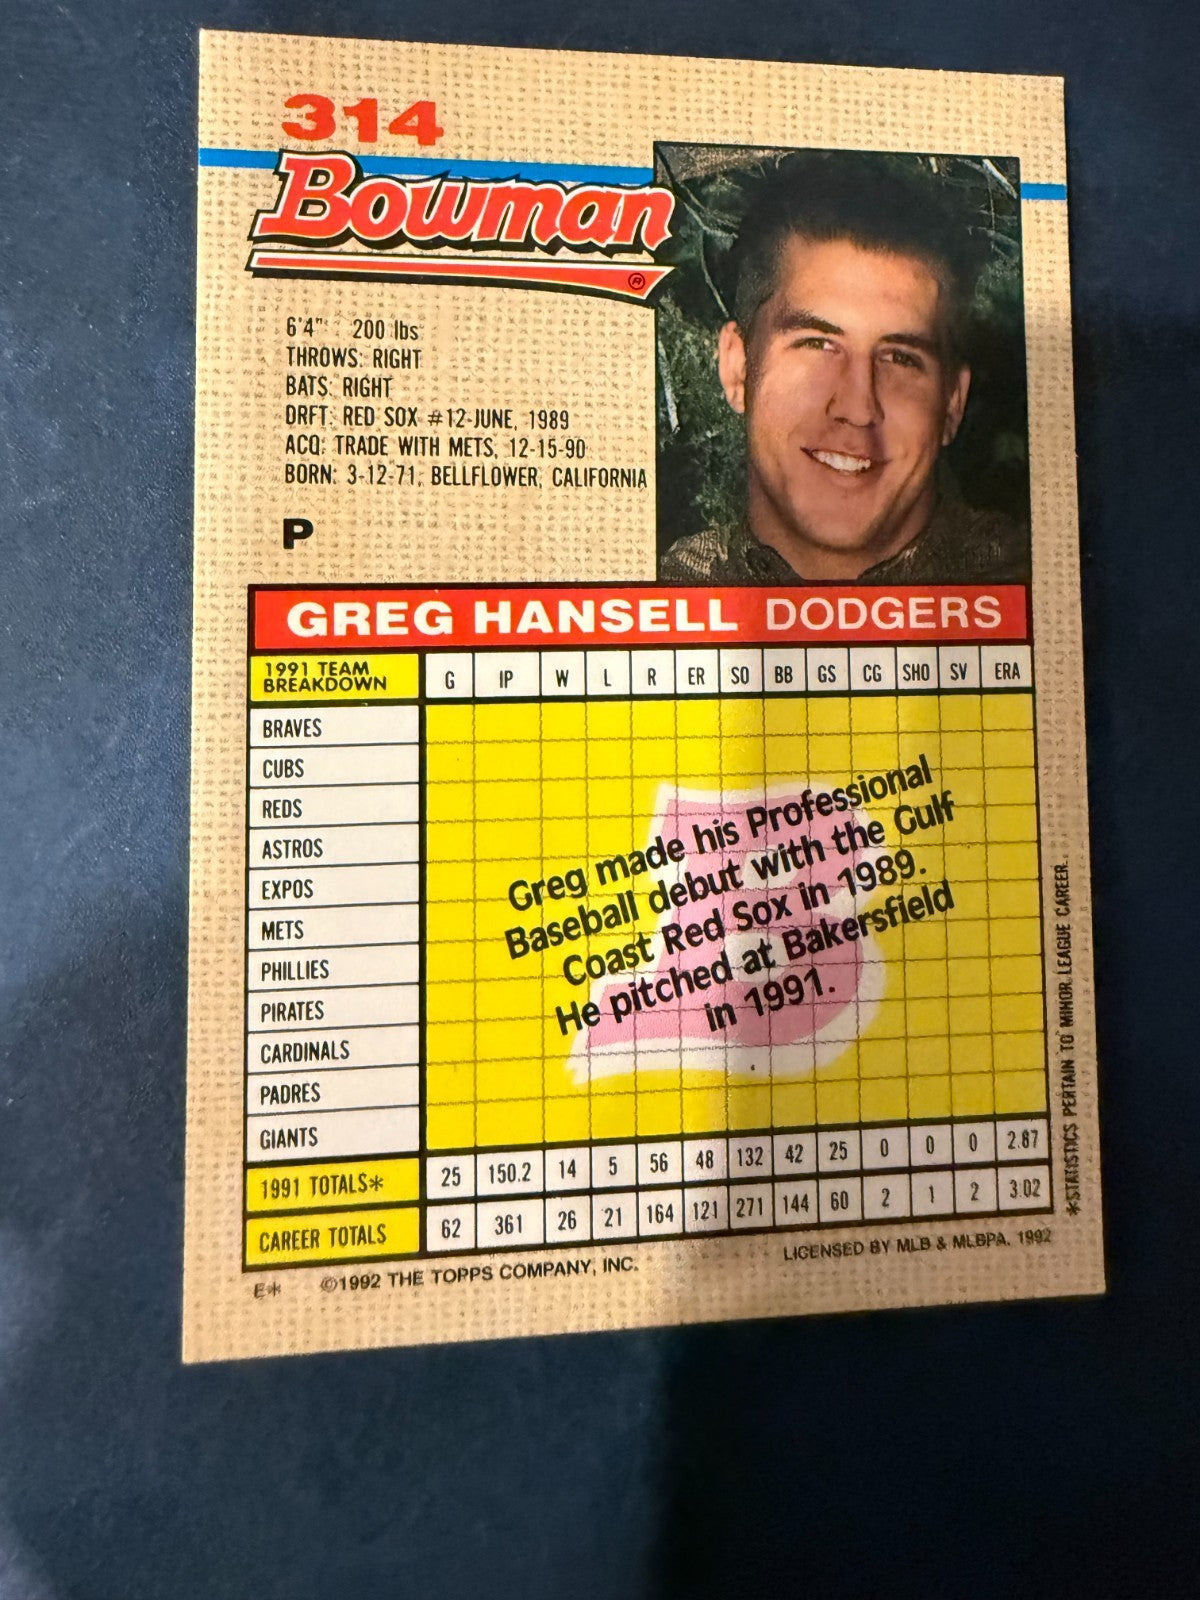 314
Bowman
®
6'4" 200 lbs
THROWS: RIGHT
BATS: RIGHT
DRFT: RED SOX #12-JUNE, 1989
ACQ: TRADE WITH METS, 12-15-90
BORN: 3-12-71, BELLFLOWER, CALIFORNIA
P
GREG HANSELL DODGERS
1991 TEAM BREAKDOWN G IP W L R ER SO BB GS CG SHO SV ERA
BRAVES
CUBS
REDS
ASTROS
EXPOS
METS
PHILLIES
PIRATES
CARDINALS
PADRES
GIANTS
Greg made his Professional
Baseball debut with the Gulf
Coast Red Sox in 1989.
He pitched at Bakersfield
in 1991.
1991 TOTALS* 25 150.2 14 5 56 48 132 42 25 0 0 0 2.87
CAREER TOTALS 62 361 26 21 164 121 271 144 60 2 1 2 3.02
E* ©1992 THE TOPPS COMPANY, INC. LICENSED BY MLB & MLBPA, 1992
*STATISTICS PERTAIN TO MINOR LEAGUE CAREER.